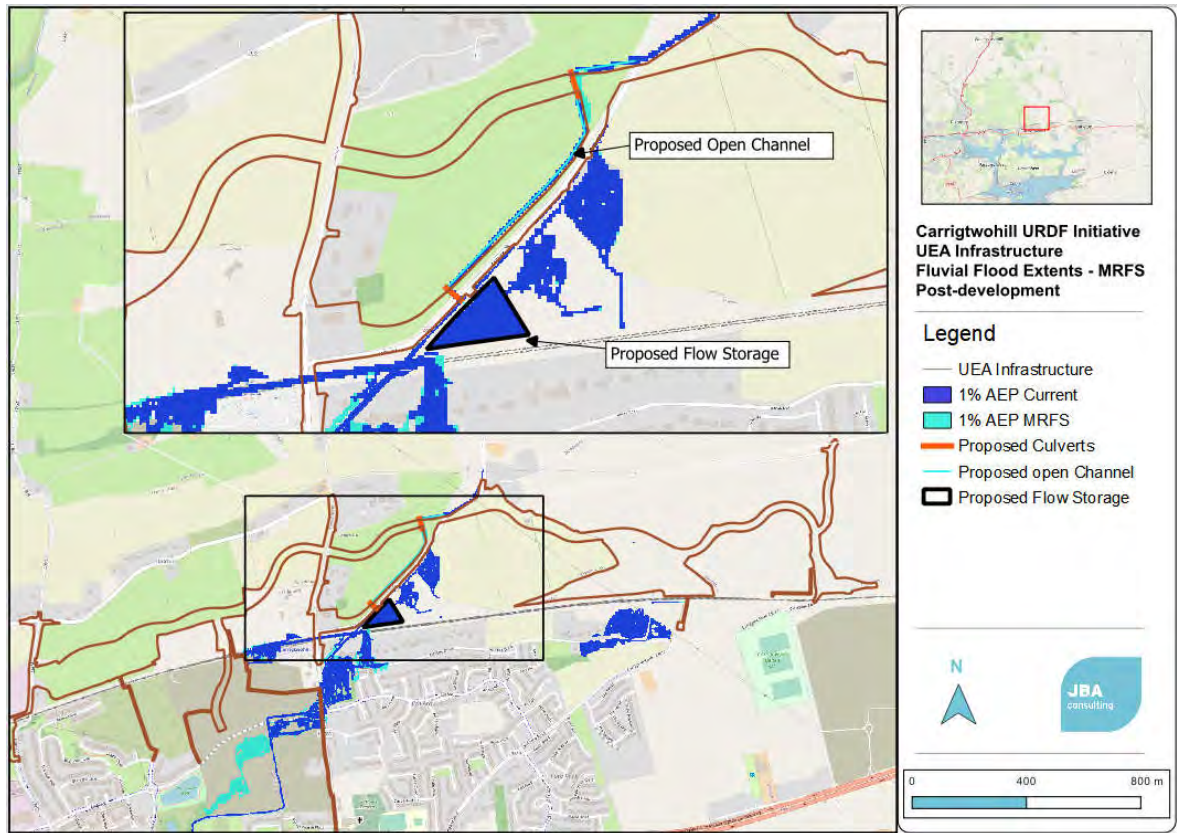 Proposed Open Channel
Proposed Flow Storage
Carrigtwohill URDF Initiative
UEA Infrastructure
Fluvial Flood Extents - MRFS
Post-development
Legend
UEA Infrastructure
1% AEP Current
1% AEP MRFS
Proposed Culverts
Proposed open Channel
Proposed Flow Storage
N
JBA
consulting
0 400 800 m